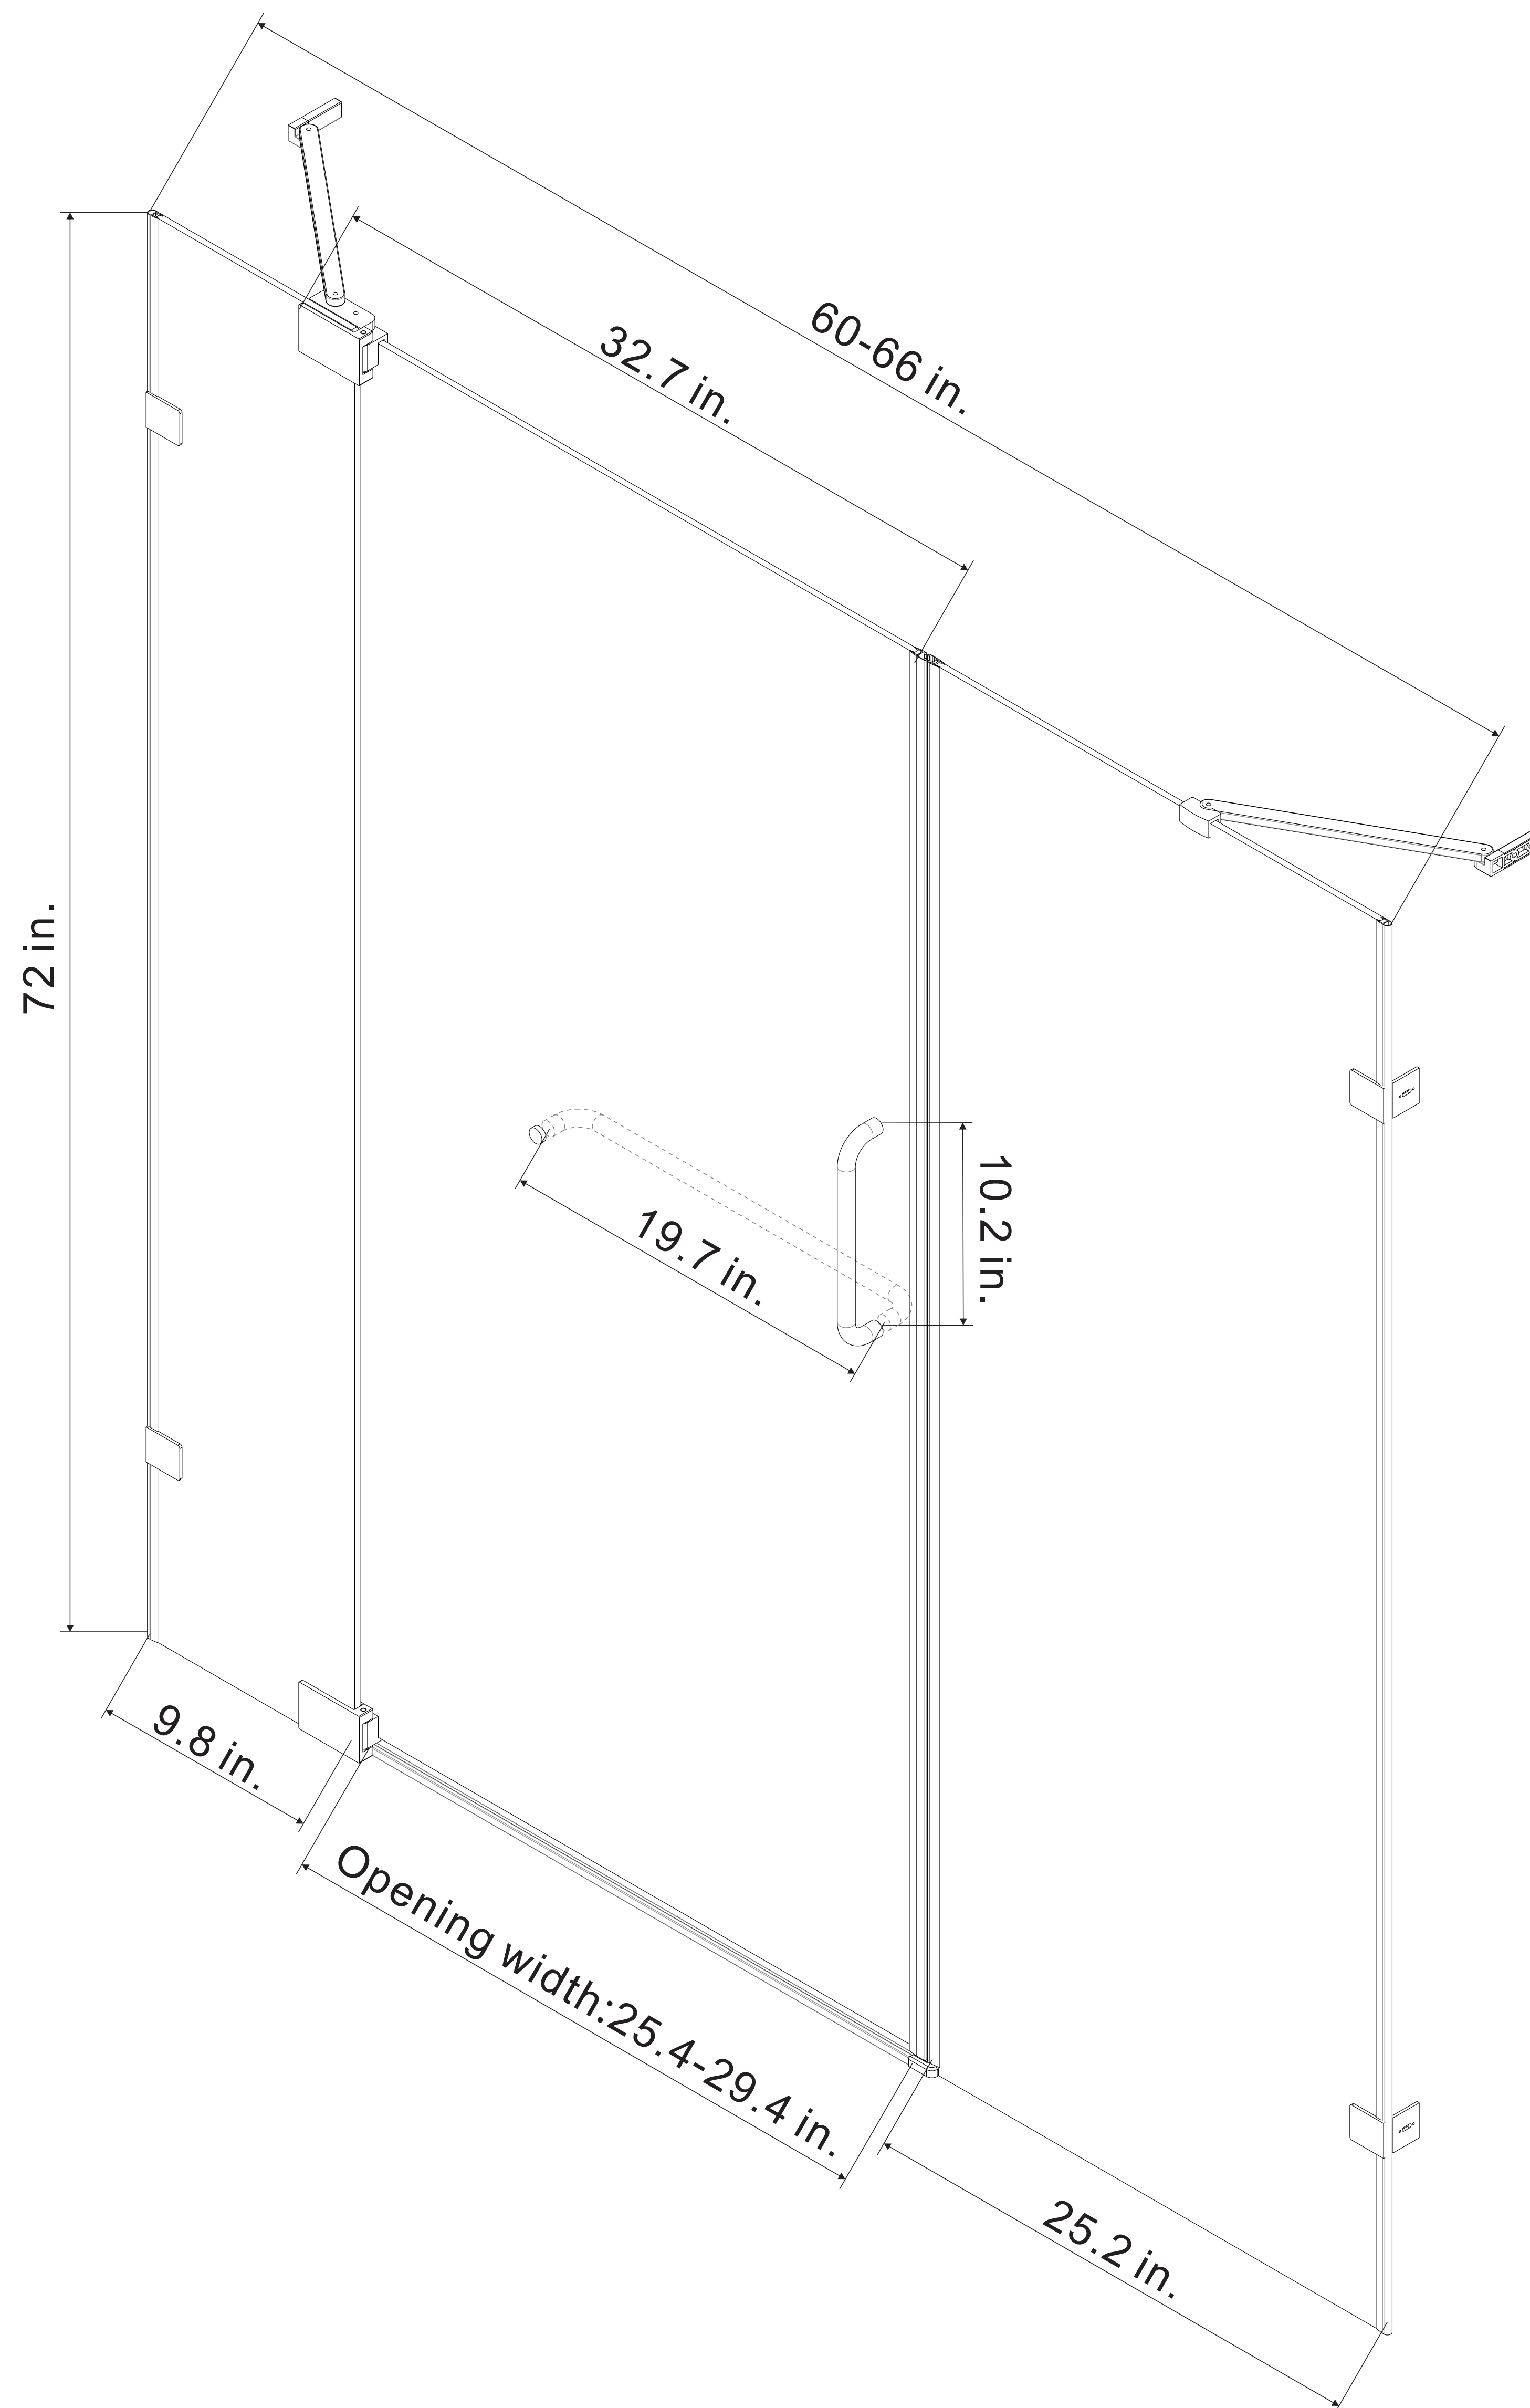 60-66 in.
32.7 in.
72 in.
10.2 in.
19.7 in.
9.8 in.
Opening width:25.4-29.4 in.
25.2 in.